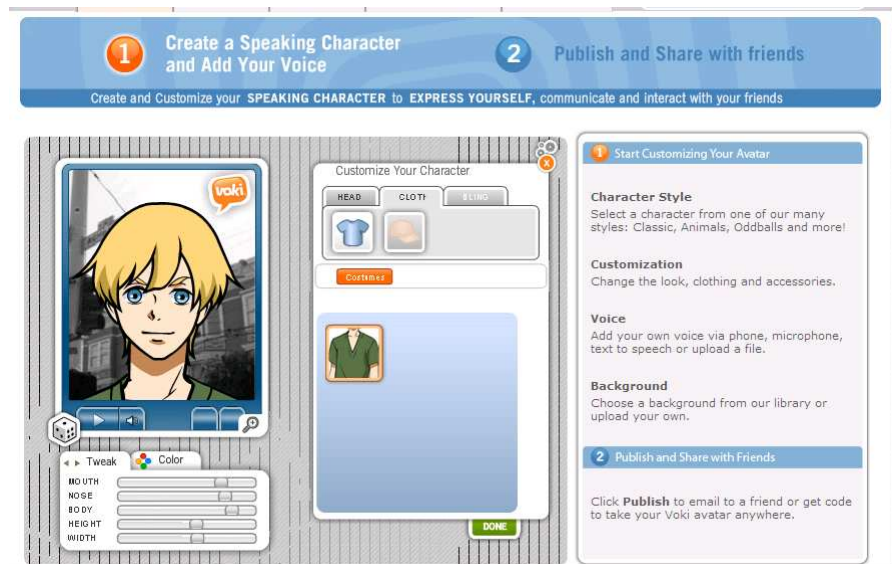 1
Create a Speaking Character
and Add Your Voice
2
Publish and Share with friends
Create and Customize your SPEAKING CHARACTER to EXPRESS YOURSELF, communicate and interact with your friends
voki
Tweak
Color
MOUTH
NOSE
BODY
HEIGHT
WIDTH
Customize Your Character
X
HEAD
CLOTH
BLING
Costumes
DONE
1 Start Customizing Your Avatar
Character Style
Select a character from one of our many
styles: Classic, Animals, Oddballs and more!
Customization
Change the look, clothing and accessories.
Voice
Add your own voice via phone, microphone,
text to speech or upload a file.
Background
Choose a background from our library or
upload your own.
2 Publish and Share with Friends
Click Publish to email to a friend or get code
to take your Voki avatar anywhere.